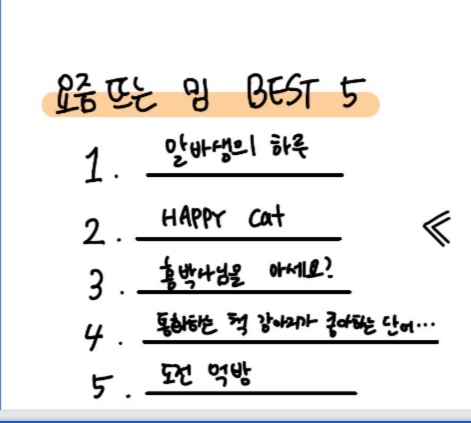 요즘 뜨는 밈 BEST 5
1. 알바생의 하루
2. HAPPY cat
3. 홍박사님을 아세요?
4. 통화하는 척 강아지가 좋아하는 단어...
5. 도전 먹방